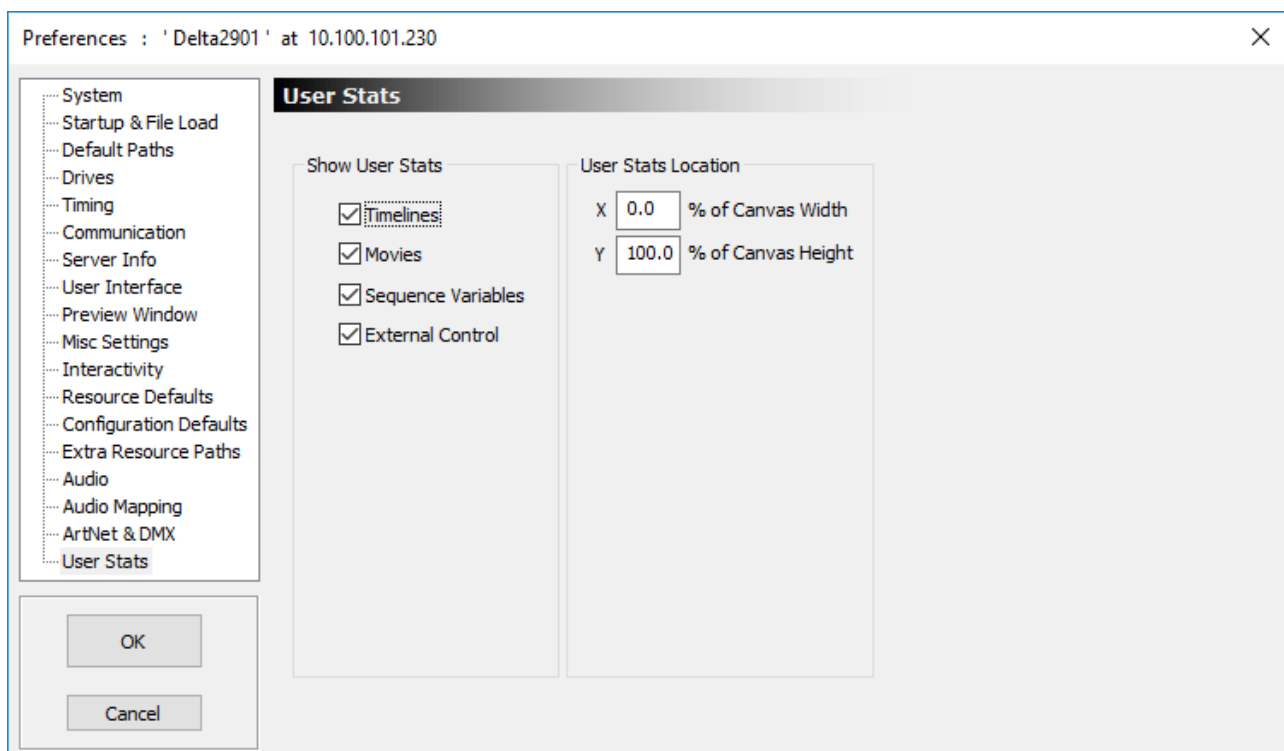 Preferences : ' Delta2901 ' at 10.100.101.230
System
Startup & File Load
Default Paths
Drives
Timing
Communication
Server Info
User Interface
Preview Window
Misc Settings
Interactivity
Resource Defaults
Configuration Defaults
Extra Resource Paths
Audio
Audio Mapping
ArtNet & DMX
User Stats
OK
Cancel
User Stats
Show User Stats
Timelines
Movies
Sequence Variables
External Control
User Stats Location
X 0.0 % of Canvas Width
Y 100.0 % of Canvas Height